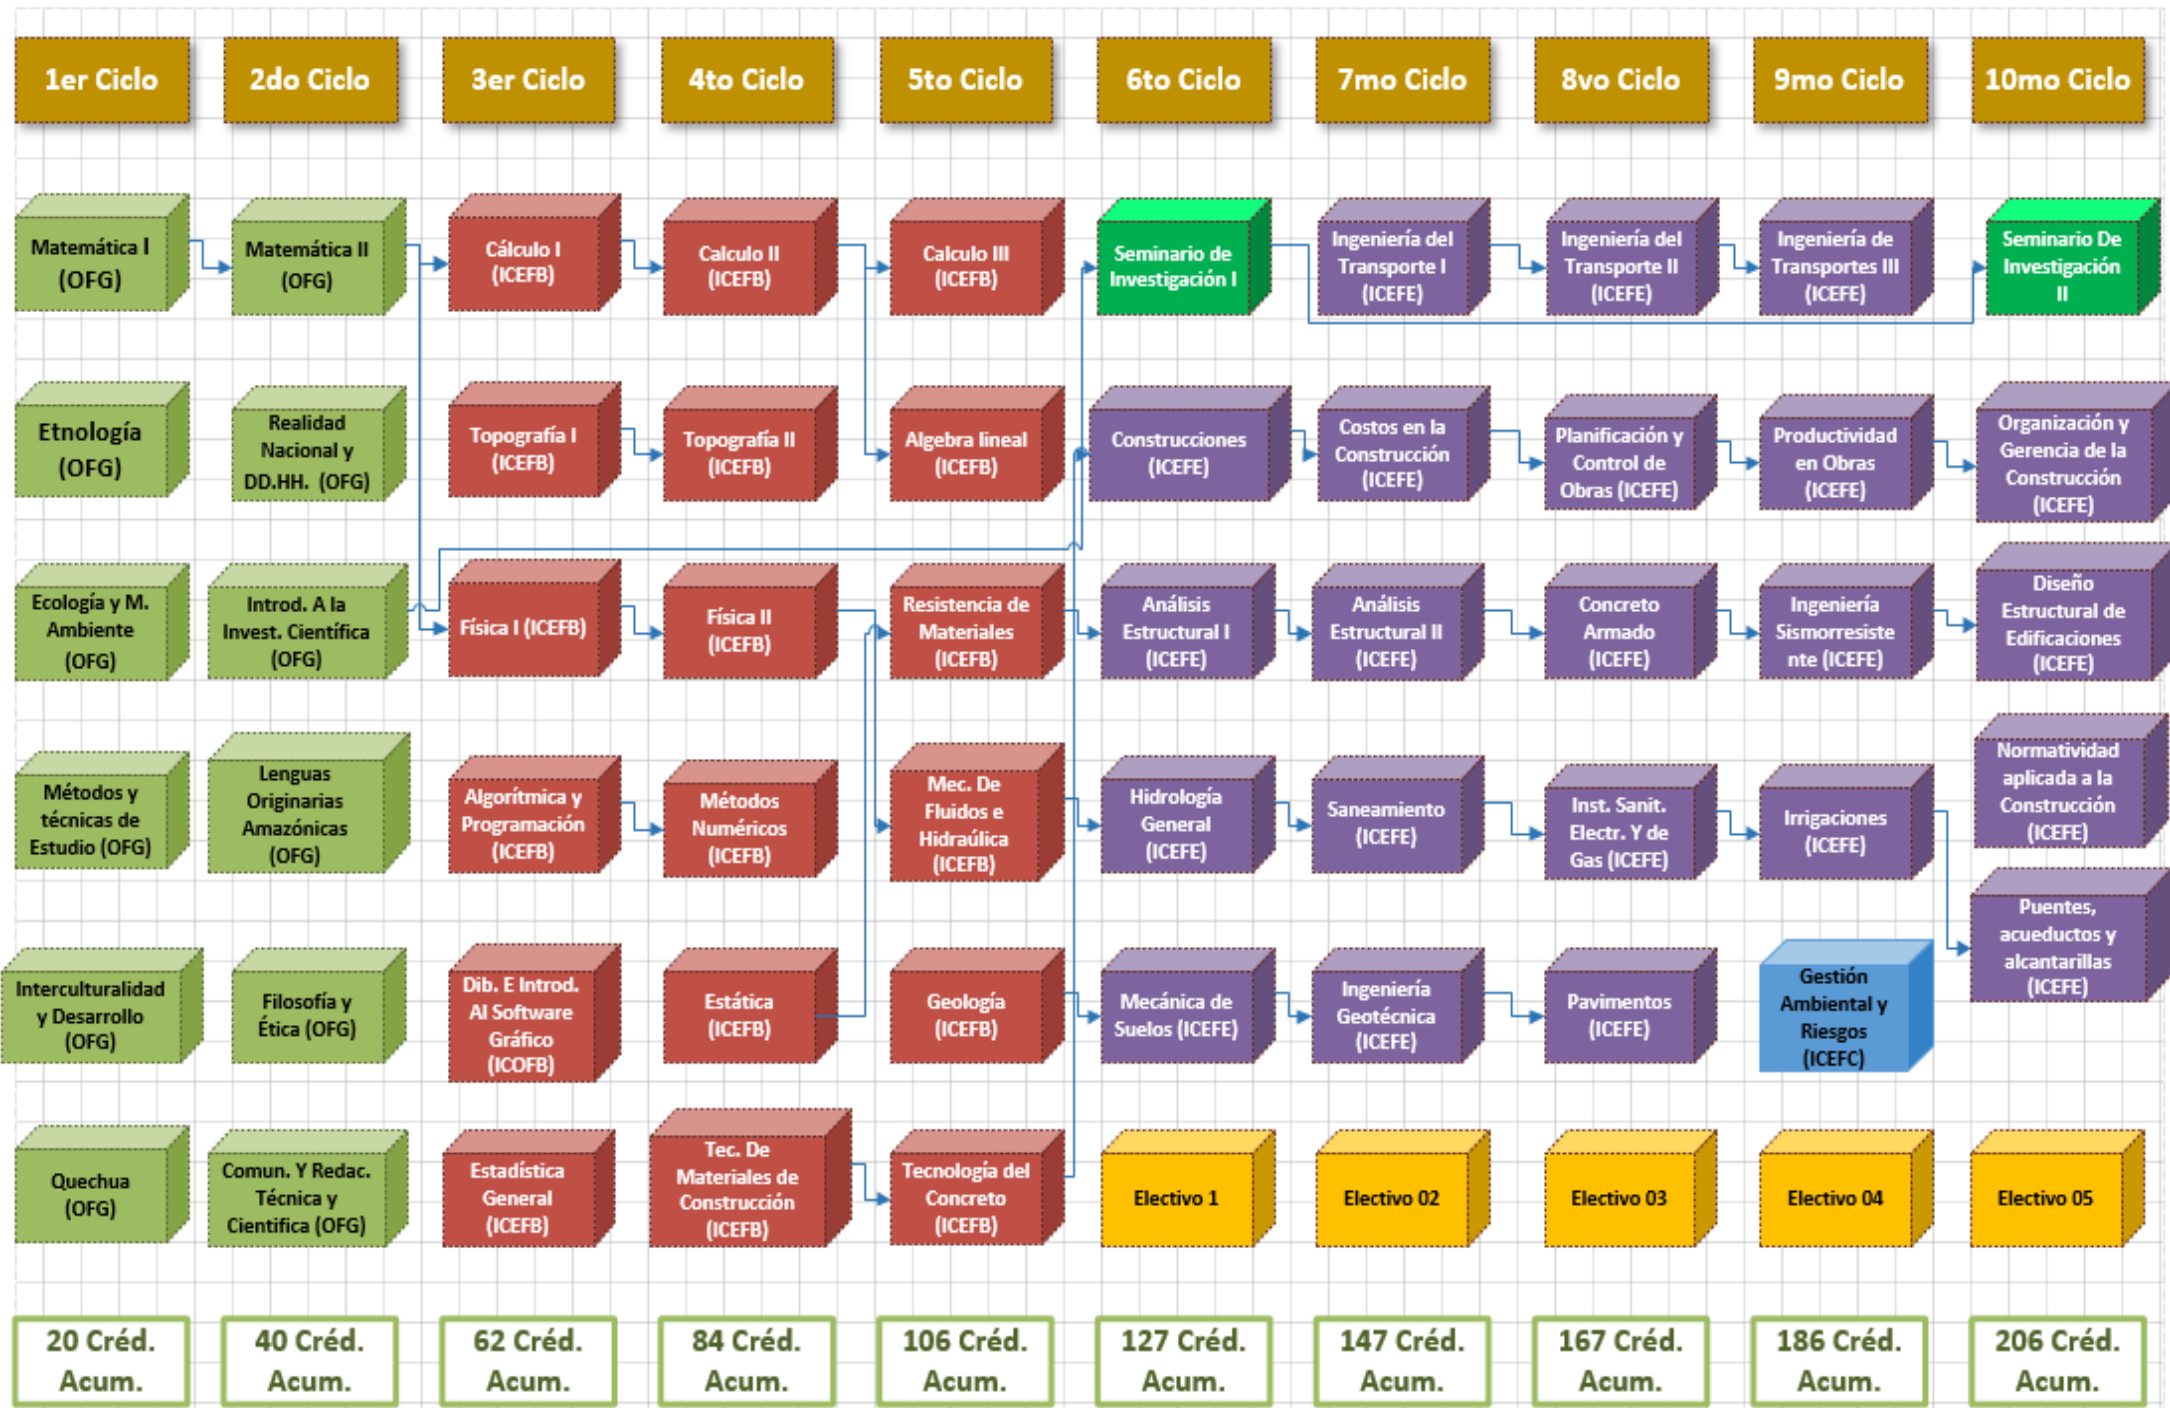 1er Ciclo
2do Ciclo
3er Ciclo
4to Ciclo
5to Ciclo
6to Ciclo
7mo Ciclo
8vo Ciclo
9mo Ciclo
10mo Ciclo
Matemática I
(OFG)
Matemática II
(OFG)
Cálculo I
(ICEFB)
Calculo II
(ICEFB)
Calculo III
(ICEFB)
Seminario de
Investigación I
Ingeniería del
Transporte I
(ICEFE)
Ingeniería del
Transporte II
(ICEFE)
Ingeniería de
Transportes III
(ICEFE)
Seminario De
Investigación
II
Etnología
(OFG)
Realidad
Nacional y
DD.HH. (OFG)
Topografía I
(ICEFB)
Topografía II
(ICEFB)
Algebra lineal
(ICEFB)
Construcciones
(ICEFE)
Costos en la
Construcción
(ICEFE)
Planificación y
Control de
Obras (ICEFE)
Productividad
en Obras
(ICEFE)
Organización y
Gerencia de la
Construcción
(ICEFE)
Ecología y M.
Ambiente
(OFG)
Introd. A la
Invest. Científica
(OFG)
Física I (ICEFB)
Física II
(ICEFB)
Resistencia de
Materiales
(ICEFB)
Análisis
Estructural I
(ICEFE)
Análisis
Estructural II
(ICEFE)
Concreto
Armado
(ICEFE)
Ingeniería
Sismorresiste
nte (ICEFE)
Diseño
Estructural de
Edificaciones
(ICEFE)
Métodos y
técnicas de
Estudio (OFG)
Lenguas
Originarias
Amazónicas
(OFG)
Algorítmica y
Programación
(ICEFB)
Métodos
Numéricos
(ICEFB)
Mec. De
Fluidos e
Hidraúlica
(ICEFB)
Hidrología
General
(ICEFE)
Saneamiento
(ICEFE)
Inst. Sanit.
Electr. Y de
Gas (ICEFE)
Irrigaciones
(ICEFE)
Normatividad
aplicada a la
Construcción
(ICEFE)
Interculturalidad
y Desarrollo
(OFG)
Filosofía y
Ética (OFG)
Dib. E Introd.
Al Software
Gráfico
(ICOFB)
Estática
(ICEFB)
Geología
(ICEFB)
Mecánica de
Suelos (ICEFE)
Ingeniería
Geotécnica
(ICEFE)
Pavimentos
(ICEFE)
Gestión
Ambiental y
Riesgos
(ICEFC)
Puentes,
acueductos y
alcantarillas
(ICEFE)
Quechua
(OFG)
Comun. Y Redac.
Técnica y
Cientifica (OFG)
Estadística
General
(ICEFB)
Tec. De
Materiales de
Construcción
(ICEFB)
Tecnología del
Concreto
(ICEFB)
Electivo 1
Electivo 02
Electivo 03
Electivo 04
Electivo 05
20 Créd.
Acum.
40 Créd.
Acum.
62 Créd.
Acum.
84 Créd.
Acum.
106 Créd.
Acum.
127 Créd.
Acum.
147 Créd.
Acum.
167 Créd.
Acum.
186 Créd.
Acum.
206 Créd.
Acum.